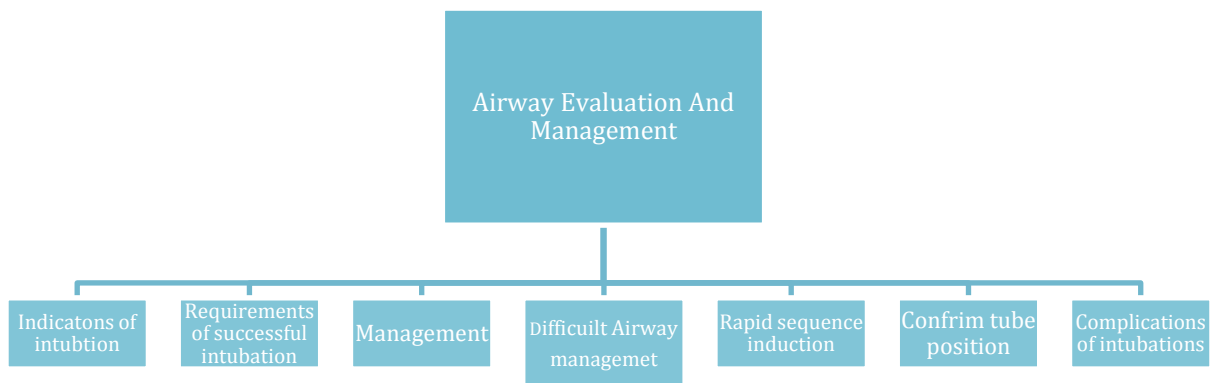 Airway Evaluation And
Management
Indicatons of
intubtion
Requirements
of successful
intubation
Management
Difficuilt Airway
managemet
Rapid sequence
induction
Confrim tube
position
Complications
of intubations